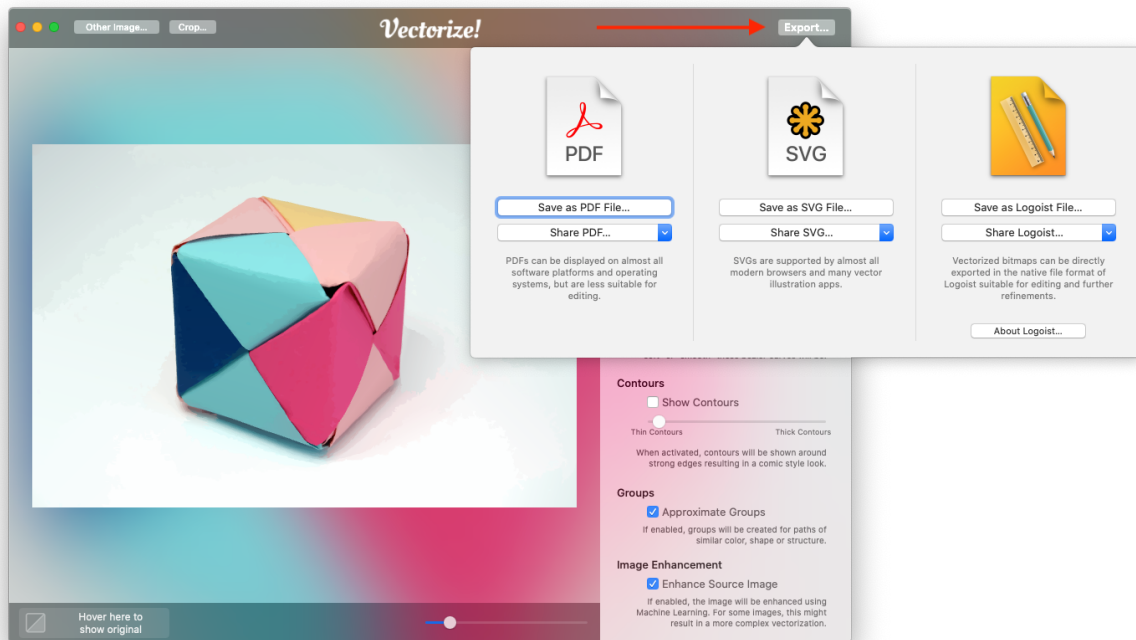 Other Image...
Crop...
Vectorize!
Export...
PDF
SVG
Save as PDF File...
Save as SVG File...
Save as Logoist File...
Share PDF...
Share SVG...
Share Logoist...
PDFs can be displayed on almost all
software platforms and operating
systems, but are less suitable for
editing.
SVGs are supported by almost all
modern browsers and many vector
illustration apps.
Vectorized bitmaps can be directly
exported in the native file format of
Logoist suitable for editing and further
refinements.
About Logoist...
Contours
Show Contours
Thin Contours
Thick Contours
When activated, contours will be shown around
strong edges resulting in a comic style look.
Groups
Approximate Groups
If enabled, groups will be created for paths of
similar color, shape or structure.
Image Enhancement
Enhance Source Image
If enabled, the image will be enhanced using
Machine Learning. For some images, this might
result in a more complex vectorization.
Hover here to
show original